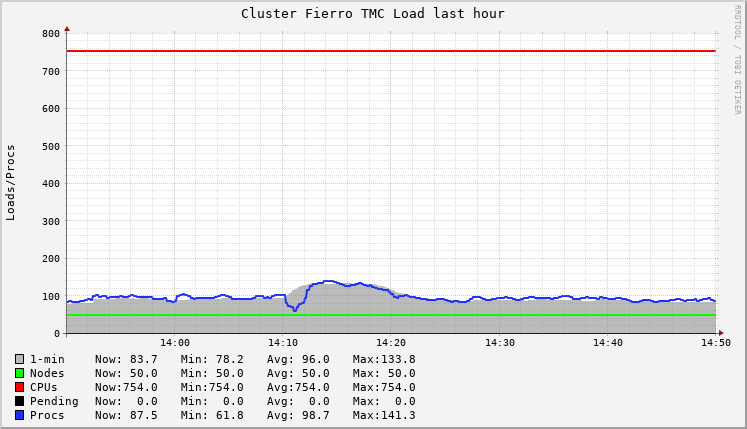 Cluster Fierro TMC Load last hour
RRDTOOL / TOBI OETIKER
Loads/Procs
800
700
600
500
400
300
200
100
0
14:00 14:10 14:20 14:30 14:40 14:50
1-min Now: 83.7 Min: 78.2 Avg: 96.0 Max:133.8
Nodes Now: 50.0 Min: 50.0 Avg: 50.0 Max: 50.0
CPUs Now:754.0 Min:754.0 Avg:754.0 Max:754.0
Pending Now: 0.0 Min: 0.0 Avg: 0.0 Max: 0.0
Procs Now: 87.5 Min: 61.8 Avg: 98.7 Max:141.3